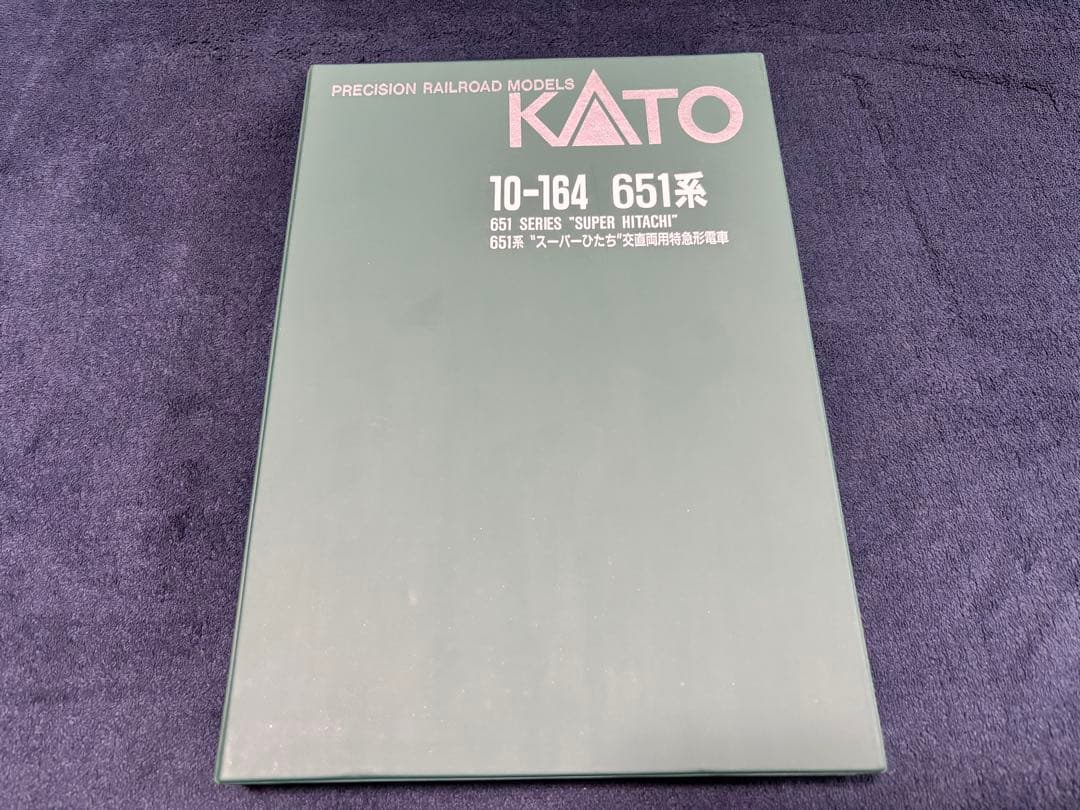 PRECISION RAILROAD MODELS
KATO
10-164 651系
651 SERIES "SUPER HITACHI"
651系 "スーパーひたち"交直両用特急形電車